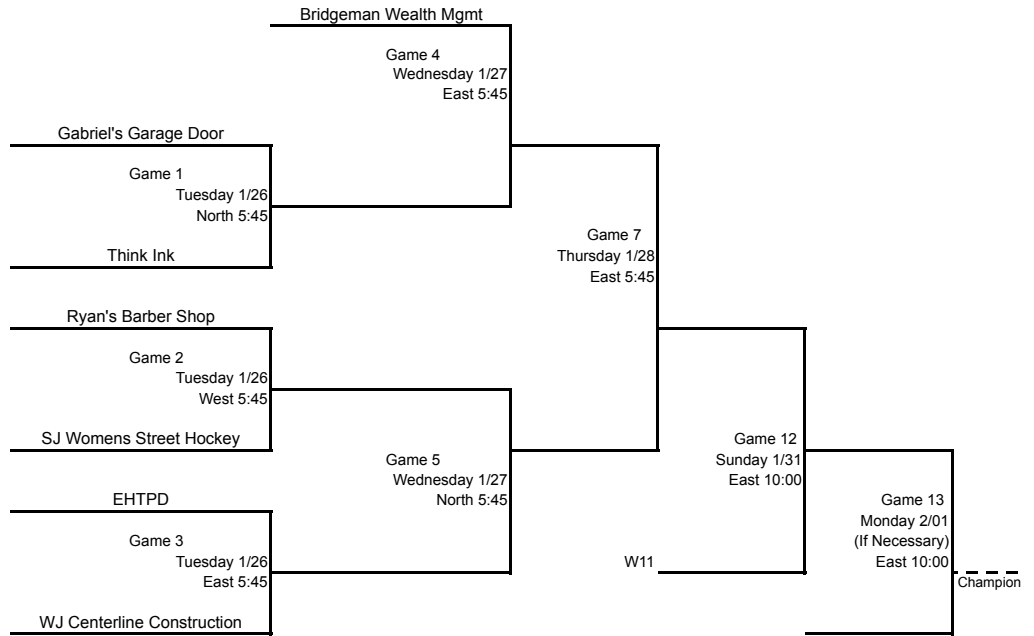 Bridgeman Wealth Mgmt
Game 4
Wednesday 1/27
East 5:45
Gabriel's Garage Door
Game 1
Tuesday 1/26
North 5:45
Think Ink
Game 7
Thursday 1/28
East 5:45
Ryan's Barber Shop
Game 2
Tuesday 1/26
West 5:45
SJ Womens Street Hockey
Game 5
Wednesday 1/27
North 5:45
Game 12
Sunday 1/31
East 10:00
EHTPD
Game 3
Tuesday 1/26
East 5:45
WJ Centerline Construction
W11
Game 13
Monday 2/01
(If Necessary)
East 10:00
Champion